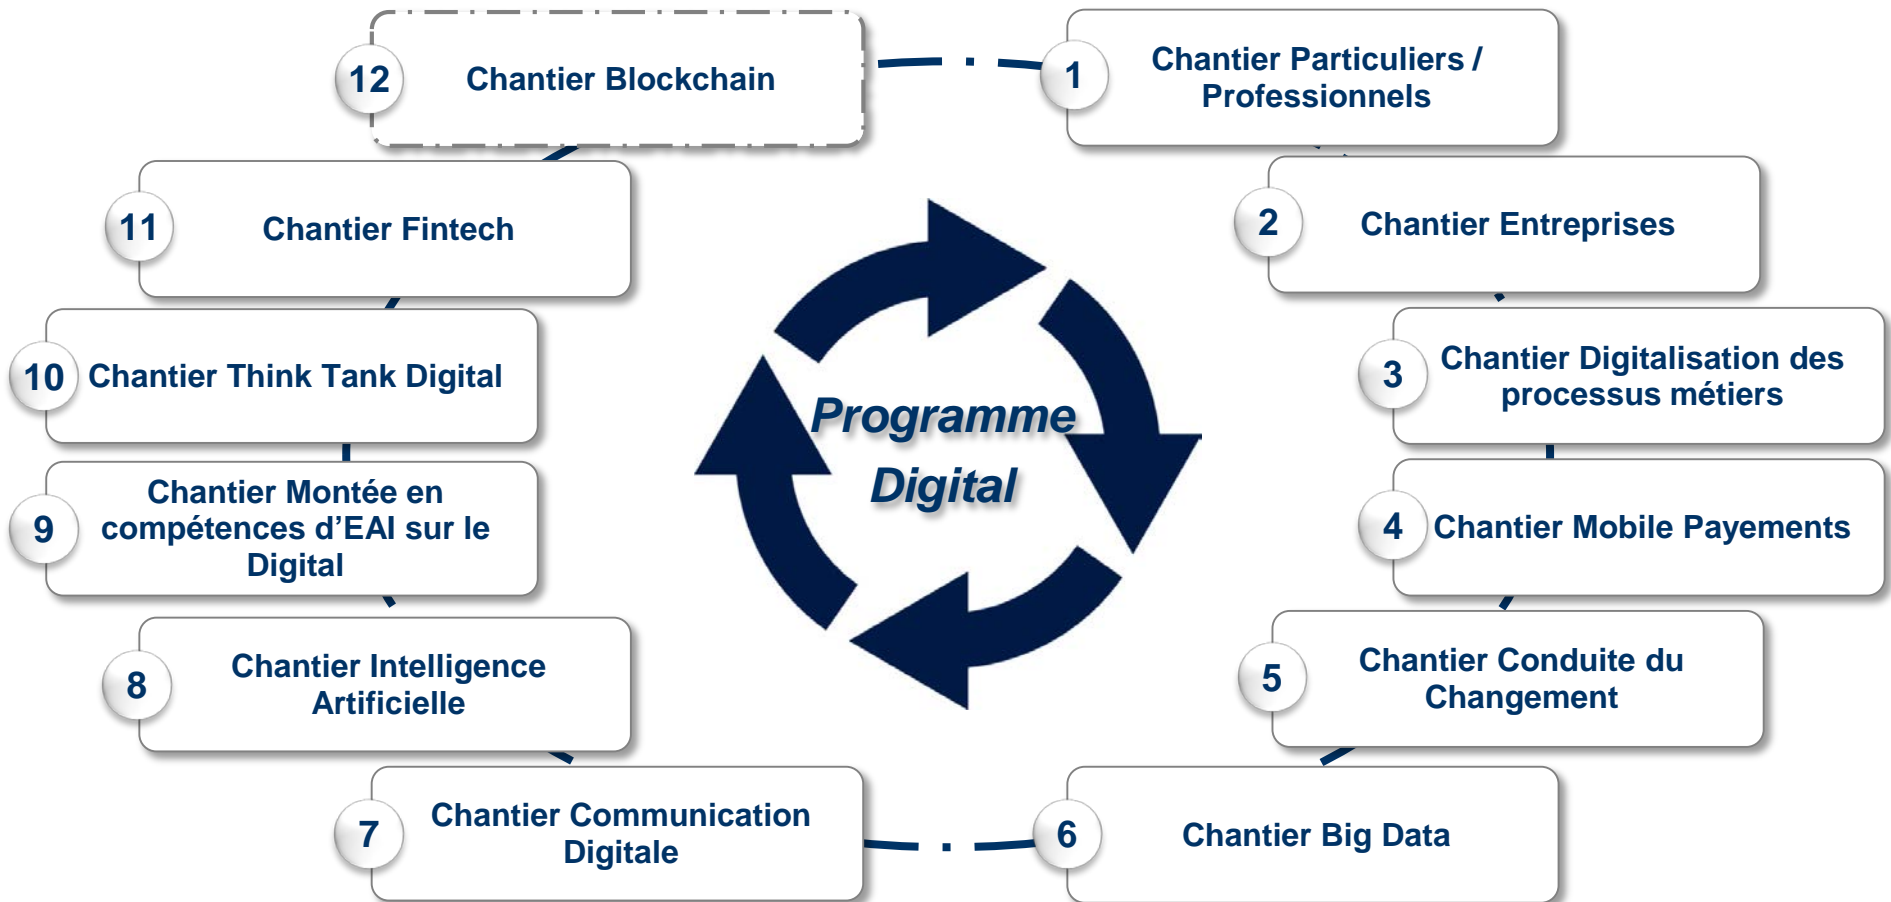 12
Chantier Blockchain
1
Chantier Particuliers /
Professionnels
11
Chantier Fintech
2
Chantier Entreprises
10
Chantier Think Tank Digital
3
Chantier Digitalisation des
processus métiers
Programme
Digital
9
Chantier Montée en
compétences d’EAI sur le
Digital
4
Chantier Mobile Payements
8
Chantier Intelligence
Artificielle
5
Chantier Conduite du
Changement
7
Chantier Communication
Digitale
6
Chantier Big Data